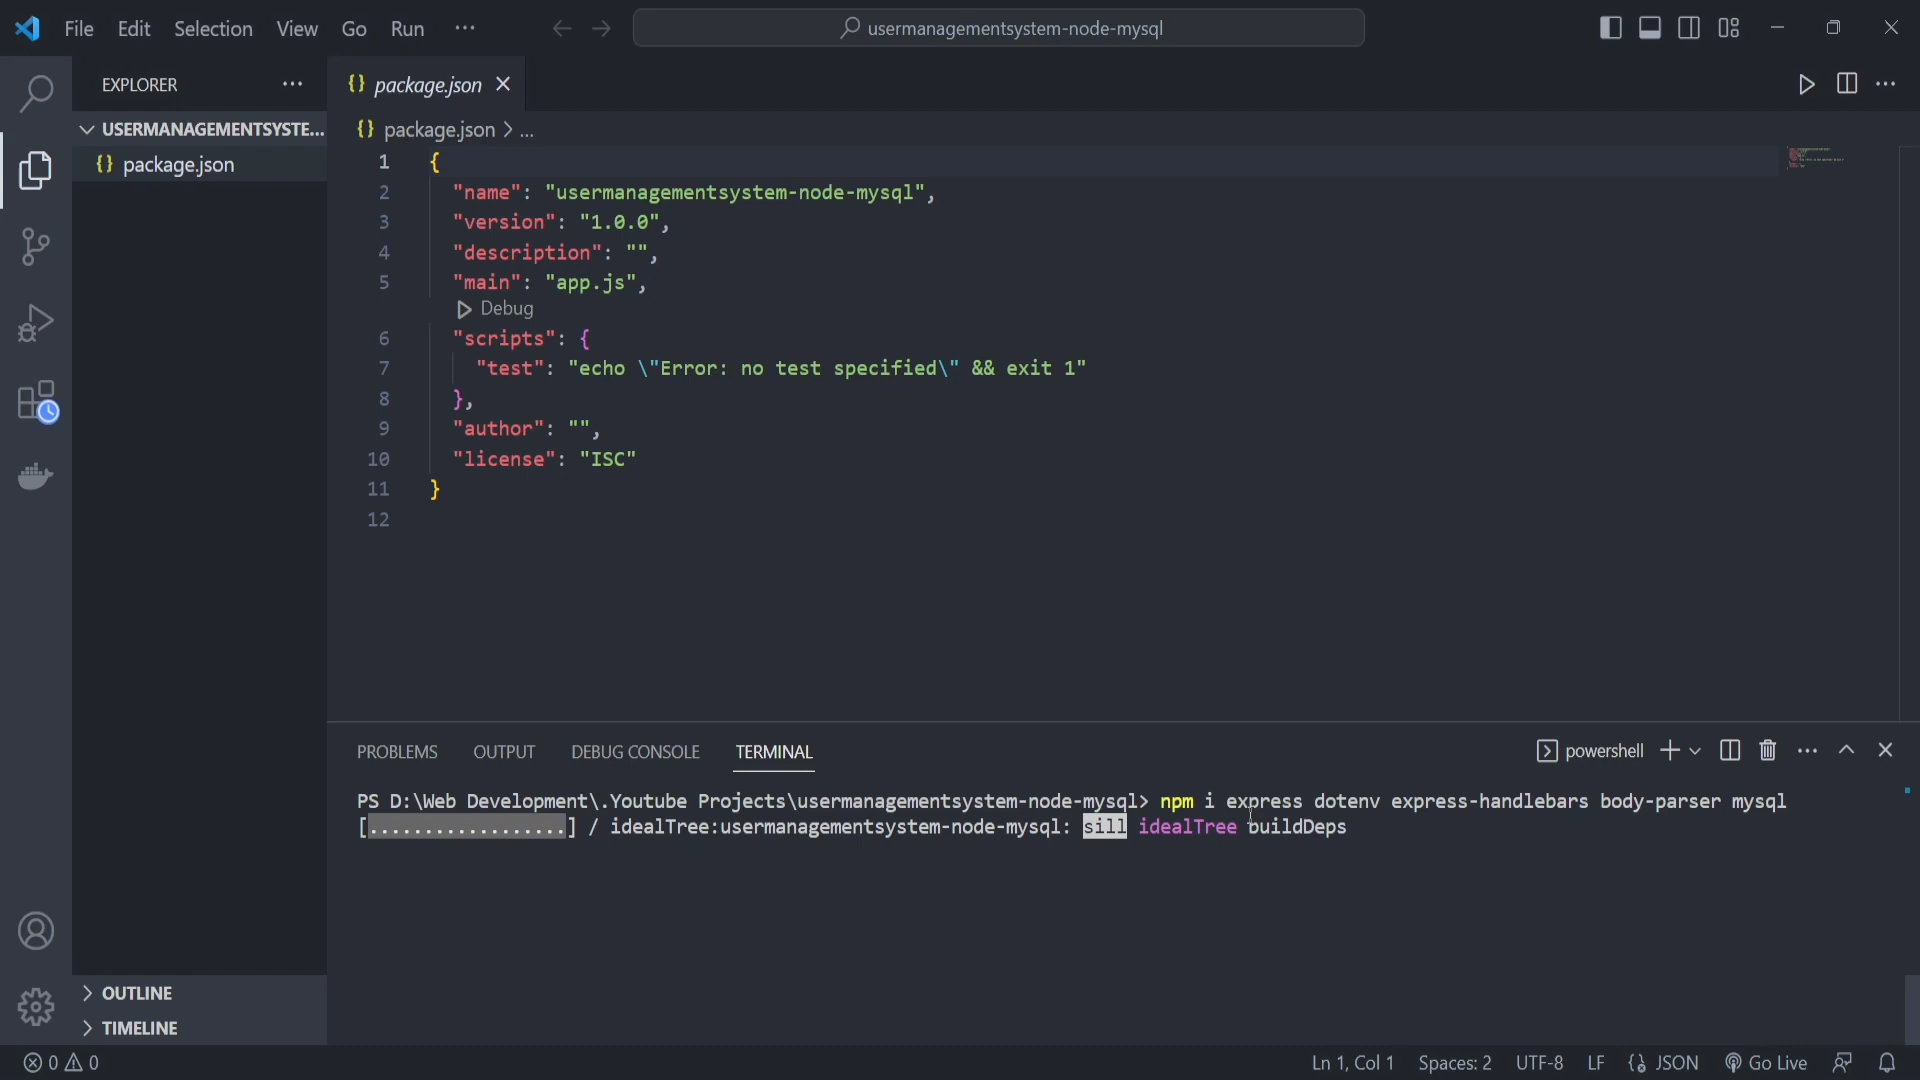 File Edit Selection View Go Run ...
usermanagementsystem-node-mysql
EXPLORER
USERMANAGEMENTSYSTE...
{} package.json
{} package.json
{} package.json > ...
1 {
2 "name": "usermanagementsystem-node-mysql",
3 "version": "1.0.0",
4 "description": "",
5 "main": "app.js",
Debug
6 "scripts": {
7 "test": "echo \"Error: no test specified\" && exit 1"
8 },
9 "author": "",
10 "license": "ISC"
11 }
12
PROBLEMS OUTPUT DEBUG CONSOLE TERMINAL
powershell
PS D:\Web Development\.Youtube Projects\usermanagementsystem-node-mysql> npm i express dotenv express-handlebars body-parser mysql
[..................] / idealTree:usermanagementsystem-node-mysql: sill idealTree buildDeps
OUTLINE
TIMELINE
0 0
Ln 1, Col 1 Spaces: 2 UTF-8 LF {} JSON Go Live